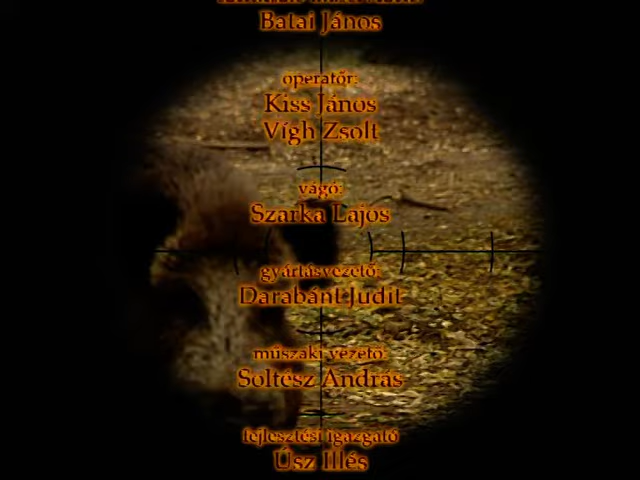 Batai János
operatőr:
Kiss János
Vígh Zsolt
vágó:
Szarka Lajos
gyártásvezető:
Darabánt Judit
műszaki vezető:
Soltész András
fejlesztési igazgató
Úsz Illés